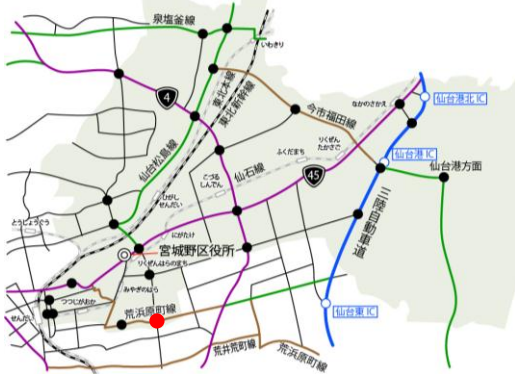 泉塩釜線
いわきり
4
東北本線
東北新幹線
なかのさかえ
仙台港北IC
今市福田線
仙台松島線
りくぜん
たかさご
ふくだまち
仙台港IC
仙台港方面
こづる
しんでん
仙石線
45
ひがし
せんだい
三陸自動車道
とうしょうぐう
にがたけ
宮城野区役所
りくぜんはらのまち
みやぎのはら
つつじがおか
仙台東IC
せんだい
荒浜原町線
荒井荒町線
荒浜原町線